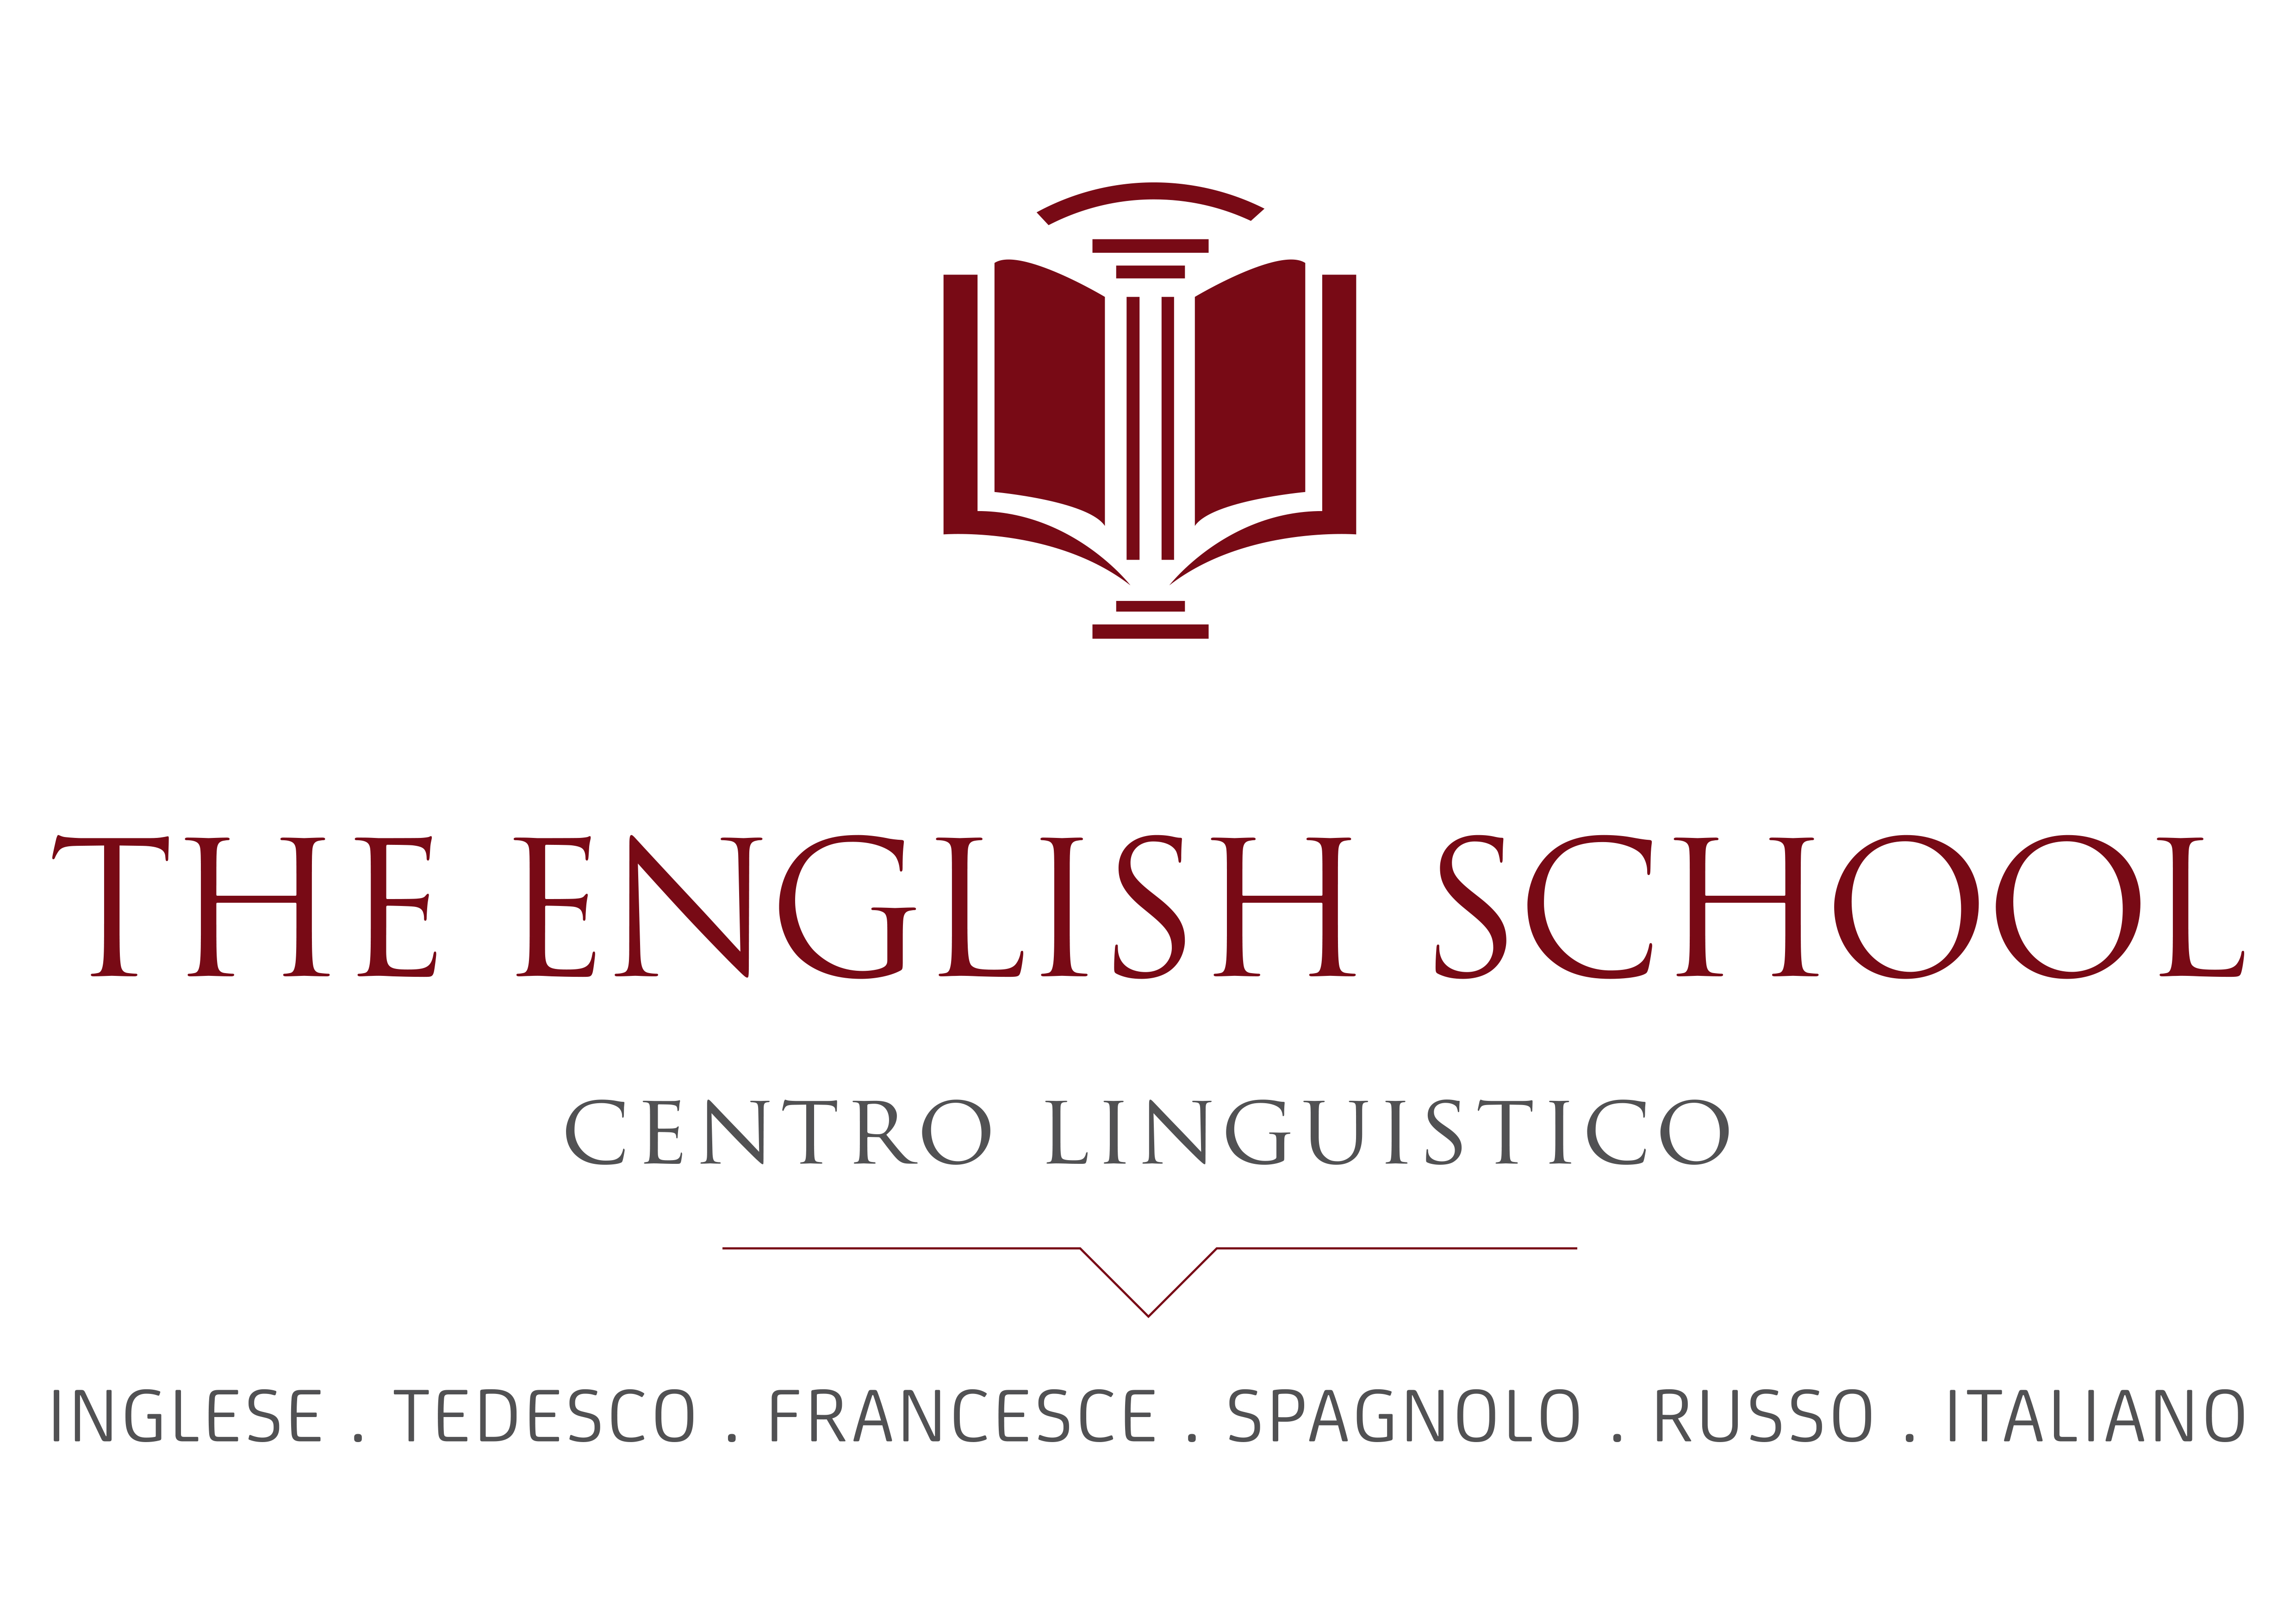 THE ENGLISH SCHOOL
CENTRO LINGUISTICO
INGLESE . TEDESCO . FRANCESCE . SPAGNOLO . RUSSO . ITALIANO